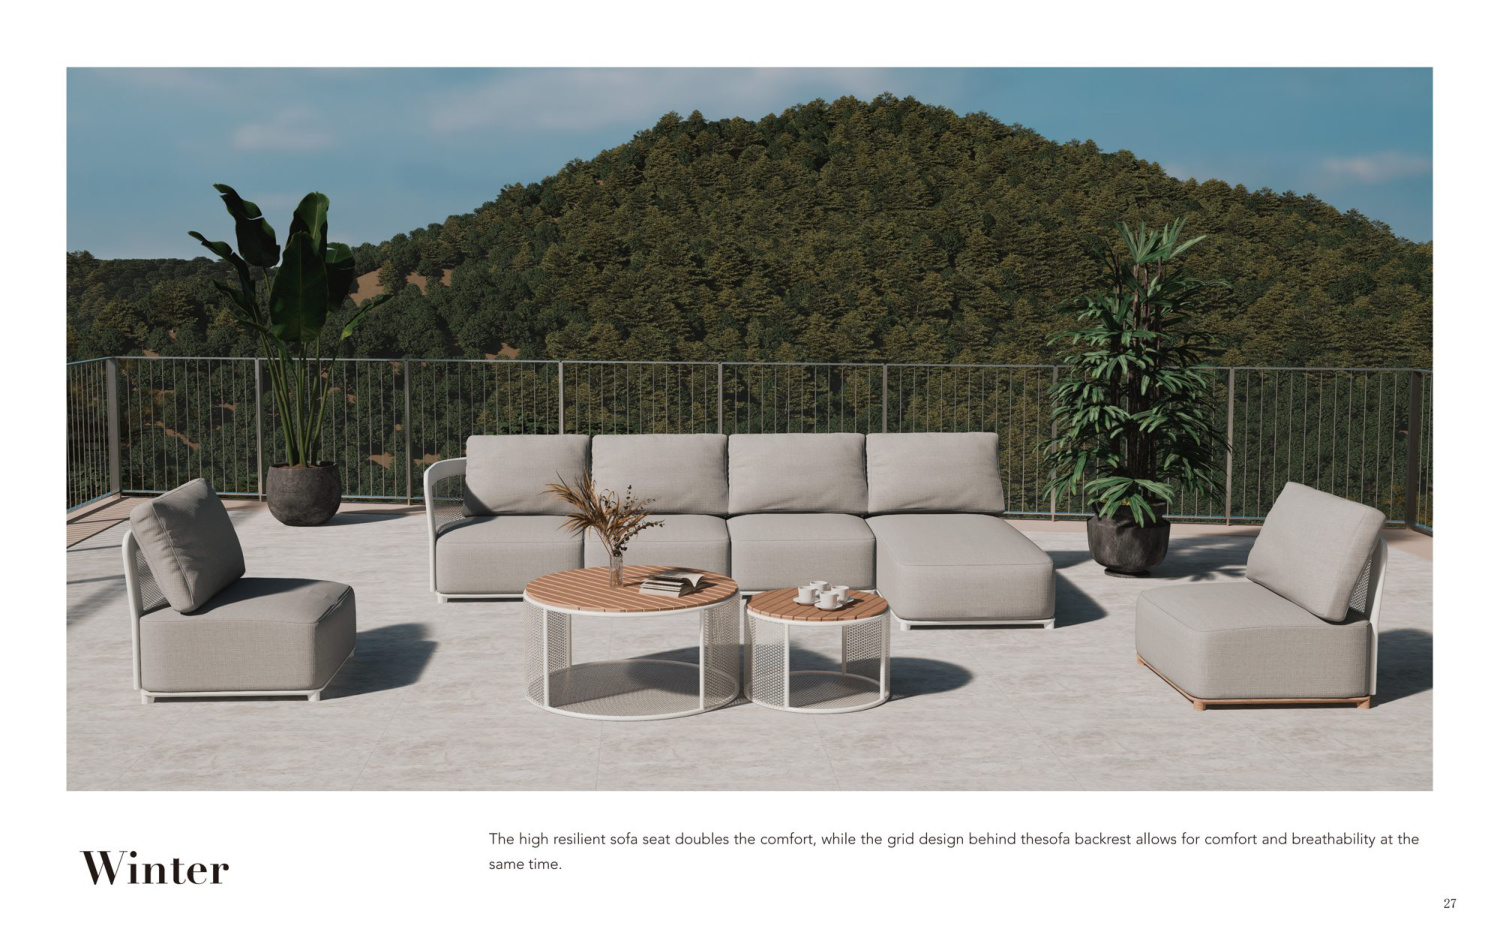 Winter
The high resilient sofa seat doubles the comfort, while the grid design behind thesofa backrest allows for comfort and breathability at the
same time.
27